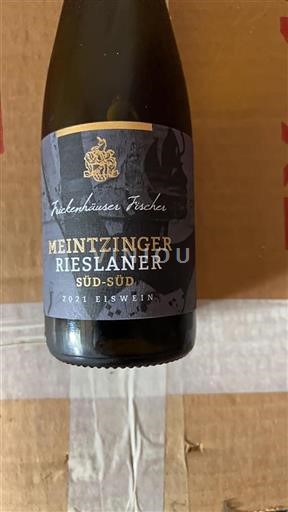 Frickenhäuser Fischer
MEINTZINGER
RIESLANER
SÜD-SÜD
2021 EISWEIN